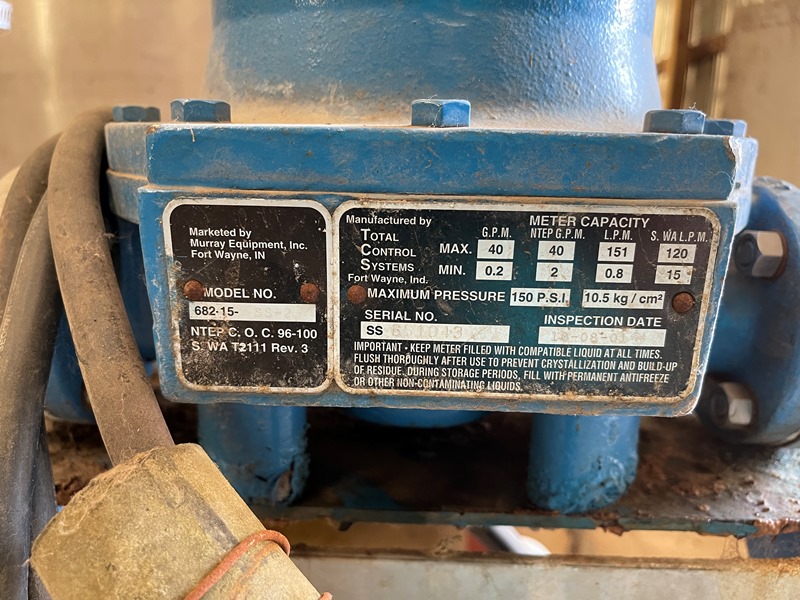 Marketed by
Murray Equipment, Inc.
Fort Wayne, IN
MODEL NO.
682-15-
NTEP C. O. C. 96-100
S. WA T2111 Rev. 3
Manufactured by
TOTAL
CONTROL
SYSTEMS
Fort Wayne, Ind.
METER CAPACITY
G.P.M. NTEP G.P.M. L.P.M. S. WA L.P.M.
MAX. 40 40 151 120
MIN. 0.2 2 0.8 15
MAXIMUM PRESSURE 150 P.S.I. 10.5 kg / cm²
SERIAL NO. INSPECTION DATE
SS
IMPORTANT - KEEP METER FILLED WITH COMPATIBLE LIQUID AT ALL TIMES.
FLUSH THOROUGHLY AFTER USE TO PREVENT CRYSTALLIZATION AND BUILD-UP
OF RESIDUE. DURING STORAGE PERIODS, FILL WITH PERMANENT ANTIFREEZE
OR OTHER NON-CONTAMINATING LIQUIDS.